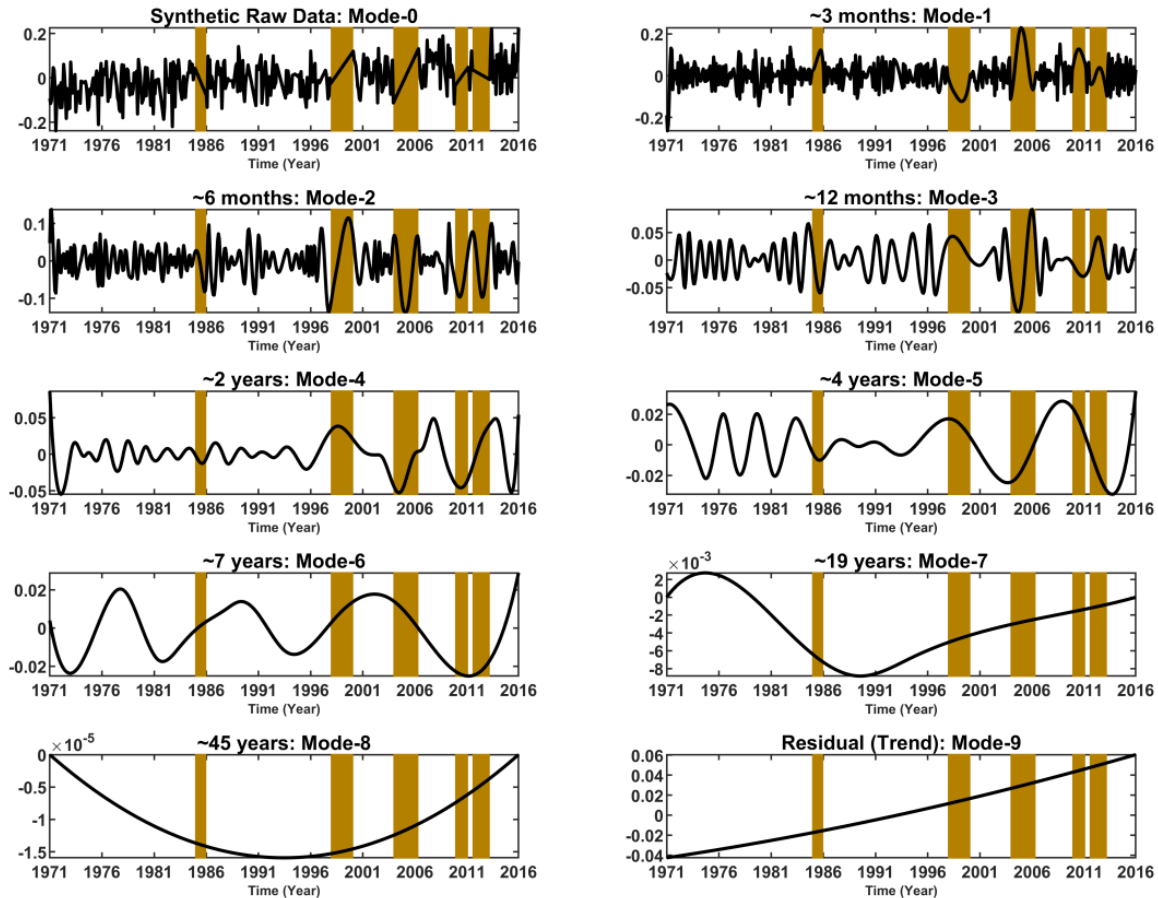 Synthetic Raw Data: Mode-0
0.2
0
-0.2
1971 1976 1981 1986 1991 1996 2001 2006 2011 2016
Time (Year)
~3 months: Mode-1
0.2
0
-0.2
1971 1976 1981 1986 1991 1996 2001 2006 2011 2016
Time (Year)
~6 months: Mode-2
0.1
0
-0.1
1971 1976 1981 1986 1991 1996 2001 2006 2011 2016
Time (Year)
~12 months: Mode-3
0.05
0
-0.05
1971 1976 1981 1986 1991 1996 2001 2006 2011 2016
Time (Year)
~2 years: Mode-4
0.05
0
-0.05
1971 1976 1981 1986 1991 1996 2001 2006 2011 2016
Time (Year)
~4 years: Mode-5
0.02
0
-0.02
1971 1976 1981 1986 1991 1996 2001 2006 2011 2016
Time (Year)
~7 years: Mode-6
0.02
0
-0.02
1971 1976 1981 1986 1991 1996 2001 2006 2011 2016
Time (Year)
~19 years: Mode-7
×10⁻³
2
0
-2
-4
-6
-8
1971 1976 1981 1986 1991 1996 2001 2006 2011 2016
Time (Year)
~45 years: Mode-8
×10⁻⁵
0
-0.5
-1
-1.5
1971 1976 1981 1986 1991 1996 2001 2006 2011 2016
Time (Year)
Residual (Trend): Mode-9
0.06
0.04
0.02
0
-0.02
-0.04
1971 1976 1981 1986 1991 1996 2001 2006 2011 2016
Time (Year)